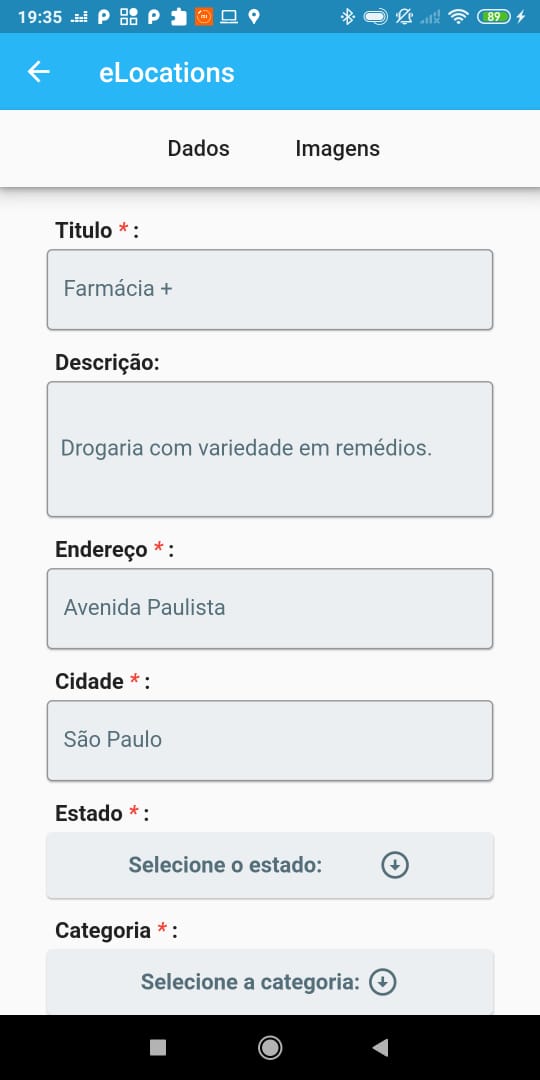 19:35
89
eLocations
Dados Imagens
Titulo * :
Farmácia +
Descrição:
Drogaria com variedade em remédios.
Endereço * :
Avenida Paulista
Cidade * :
São Paulo
Estado * :
Selecione o estado:
Categoria * :
Selecione a categoria: